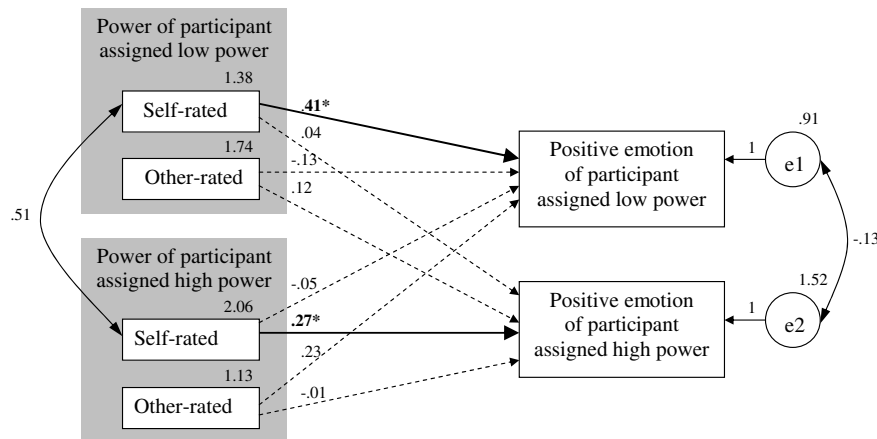 Power of participant
assigned low power
1.38
Self-rated
.41*
.04
1.74
Other-rated
-.13
.12
Positive emotion
of participant
assigned low power
1
.91
e1
.51
-.13
Power of participant
assigned high power
2.06
Self-rated
-.05
.27*
1.13
Other-rated
.23
-.01
Positive emotion
of participant
assigned high power
1
1.52
e2